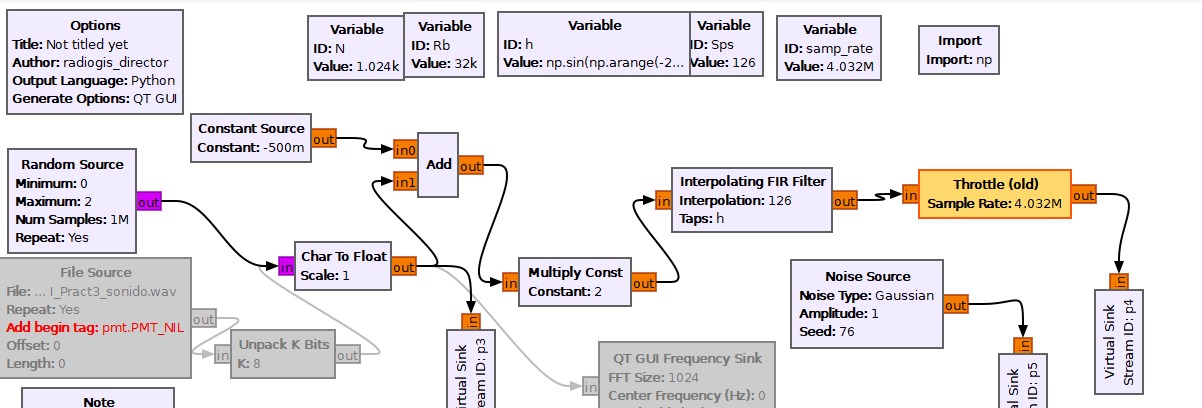 Options
Title: Not titled yet
Author: radiogis_director
Output Language: Python
Generate Options: QT GUI
Variable
ID: N
Value: 1.024k
Variable
ID: Rb
Value: 32k
Variable
ID: h
Value: np.sin(np.arange(-2...
Variable
ID: Sps
Value: 126
Variable
ID: samp_rate
Value: 4.032M
Import
Import: np
Constant Source
Constant: -500m
out
in0
in1
Add
out
Random Source
Minimum: 0
Maximum: 2
Num Samples: 1M
Repeat: Yes
out
in
Char To Float
Scale: 1
out
in
Multiply Const
Constant: 2
out
in
Interpolating FIR Filter
Interpolation: 126
Taps: h
out
in
Throttle (old)
Sample Rate: 4.032M
out
in
Virtual Sink
Stream ID: p4
File Source
File: ... I_Pract3_sonido.wav
Repeat: Yes
Add begin tag: pmt.PMT_NIL
Offset: 0
Length: 0
out
in
Unpack K Bits
K: 8
out
in
rtual Sink
eam ID: p3
in
QT GUI Frequency Sink
FFT Size: 1024
Center Frequency (Hz): 0
Noise Source
Noise Type: Gaussian
Amplitude: 1
Seed: 76
out
in
al Sink
ID: p5
Note